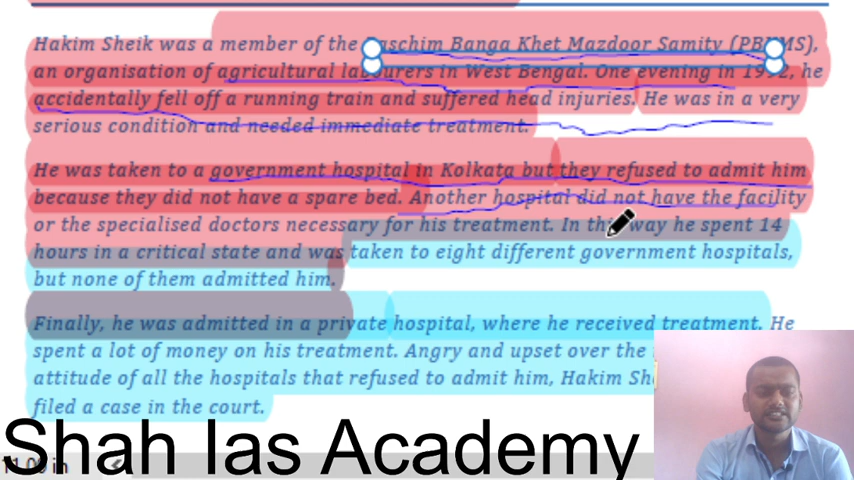 Hakim Sheik was a member of the Paschim Banga Khet Mazdoor Samity (PBKMS),
an organisation of agricultural labourers in West Bengal. One evening in 1992, he
accidentally fell off a running train and suffered head injuries. He was in a very
serious condition and needed immediate treatment.
He was taken to a government hospital in Kolkata but they refused to admit him
because they did not have a spare bed. Another hospital did not have the facility
or the specialised doctors necessary for his treatment. In this way he spent 14
hours in a critical state and was taken to eight different government hospitals,
but none of them admitted him.
Finally, he was admitted in a private hospital, where he received treatment. He
spent a lot of money on his treatment. Angry and upset over the
attitude of all the hospitals that refused to admit him, Hakim
filed a case in the court.
Shah Ias Academy
in